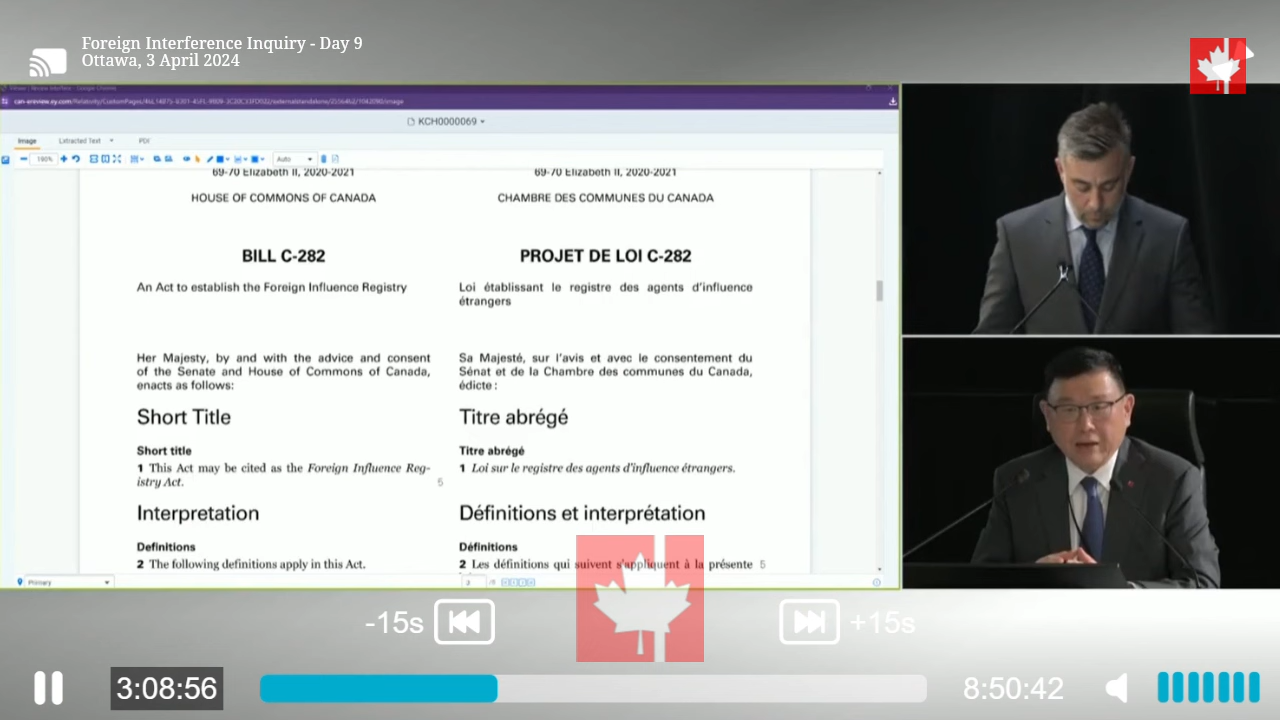 Foreign Interference Inquiry - Day 9
Ottawa, 3 April 2024
KCH0000069
Image
Extracted Text
PDF
100%
Auto
69-70 Elizabeth II, 2020-2021
69-70 Elizabeth II, 2020-2021
HOUSE OF COMMONS OF CANADA
CHAMBRE DES COMMUNES DU CANADA
BILL C-282
PROJET DE LOI C-282
An Act to establish the Foreign Influence Registry
Loi établissant le registre des agents d'influence
étrangers
Her Majesty, by and with the advice and consent
of the Senate and House of Commons of Canada,
enacts as follows:
Sa Majesté, sur l'avis et avec le consentement du
Sénat et de la Chambre des communes du Canada,
édicte :
Short Title
Titre abrégé
Short title
Titre abrégé
1 This Act may be cited as the Foreign Influence Reg-
istry Act.
5
1 Loi sur le registre des agents d'influence étrangers.
Interpretation
Définitions et interprétation
Definitions
Définitions
2 The following definitions apply in this Act.
2 Les définitions qui suivent s'appliquent à la présente 5
Primary
2
-15s
+15s
3:08:56
8:50:42